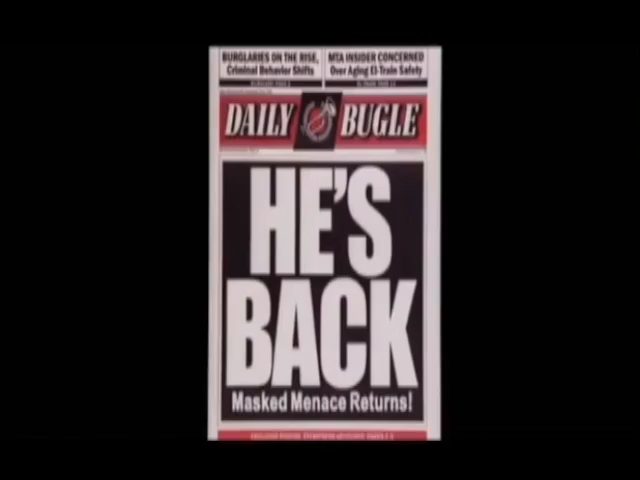 BURGLARIES ON THE RISE,
Criminal Behavior Shifts
MTA INSIDER CONCERNED
Over Aging El-Train Safety
DAILY BUGLE
HE'S
BACK
Masked Menace Returns!